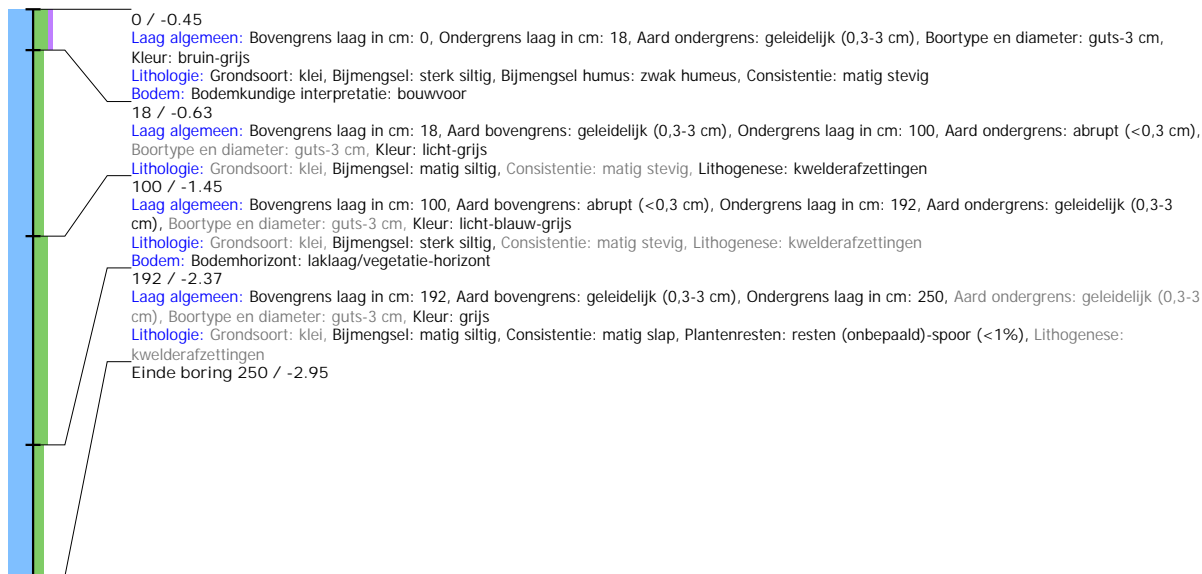 0 / -0.45
Laag algemeen: Bovengrens laag in cm: 0, Ondergrens laag in cm: 18, Aard ondergrens: geleidelijk (0,3-3 cm), Boortype en diameter: guts-3 cm,
Kleur: bruin-grijs
Lithologie: Grondsoort: klei, Bijmengsel: sterk siltig, Bijmengsel humus: zwak humeus, Consistentie: matig stevig
Bodem: Bodemkundige interpretatie: bouwvoor
18 / -0.63
Laag algemeen: Bovengrens laag in cm: 18, Aard bovengrens: geleidelijk (0,3-3 cm), Ondergrens laag in cm: 100, Aard ondergrens: abrupt (<0,3 cm),
Boortype en diameter: guts-3 cm, Kleur: licht-grijs
Lithologie: Grondsoort: klei, Bijmengsel: matig siltig, Consistentie: matig stevig, Lithogenese: kwelderafzettingen
100 / -1.45
Laag algemeen: Bovengrens laag in cm: 100, Aard bovengrens: abrupt (<0,3 cm), Ondergrens laag in cm: 192, Aard ondergrens: geleidelijk (0,3-3
cm), Boortype en diameter: guts-3 cm, Kleur: licht-blauw-grijs
Lithologie: Grondsoort: klei, Bijmengsel: sterk siltig, Consistentie: matig stevig, Lithogenese: kwelderafzettingen
Bodem: Bodemhorizont: laklaag/vegetatie-horizont
192 / -2.37
Laag algemeen: Bovengrens laag in cm: 192, Aard bovengrens: geleidelijk (0,3-3 cm), Ondergrens laag in cm: 250, Aard ondergrens: geleidelijk (0,3-3
cm), Boortype en diameter: guts-3 cm, Kleur: grijs
Lithologie: Grondsoort: klei, Bijmengsel: matig siltig, Consistentie: matig slap, Plantenresten: resten (onbepaald)-spoor (<1%), Lithogenese:
kwelderafzettingen
Einde boring 250 / -2.95